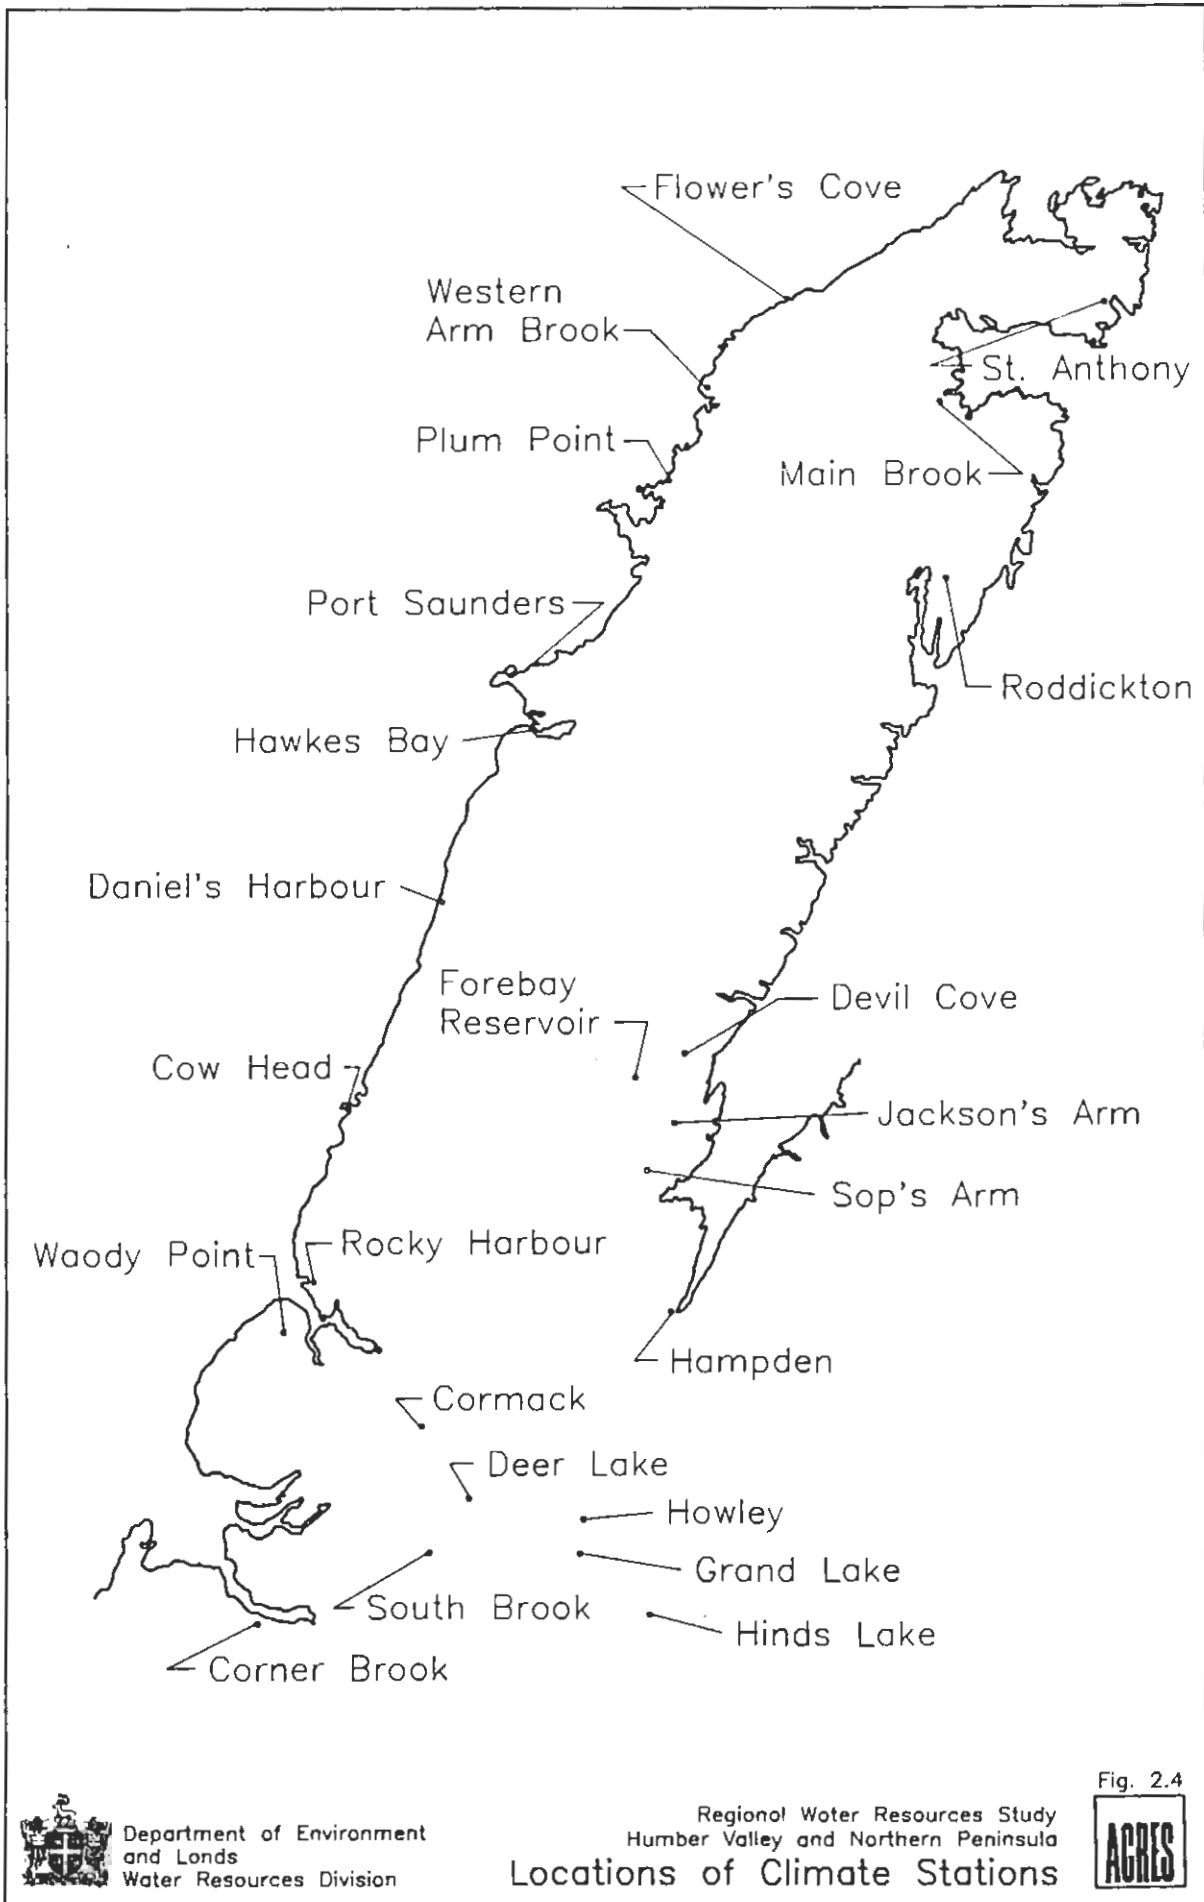 Flower's Cove
Western
Arm Brook
St. Anthony
Plum Point
Main Brook
Port Saunders
Roddickton
Hawkes Bay
Daniel's Harbour
Forebay
Reservoir
Devil Cove
Cow Head
Jackson's Arm
Sop's Arm
Rocky Harbour
Woody Point
Hampden
Cormack
Deer Lake
Howley
Grand Lake
South Brook
Hinds Lake
Corner Brook
Fig. 2.4
Department of Environment
and Lands
Water Resources Division
Regional Water Resources Study
Humber Valley and Northern Peninsula
Locations of Climate Stations
ACRES